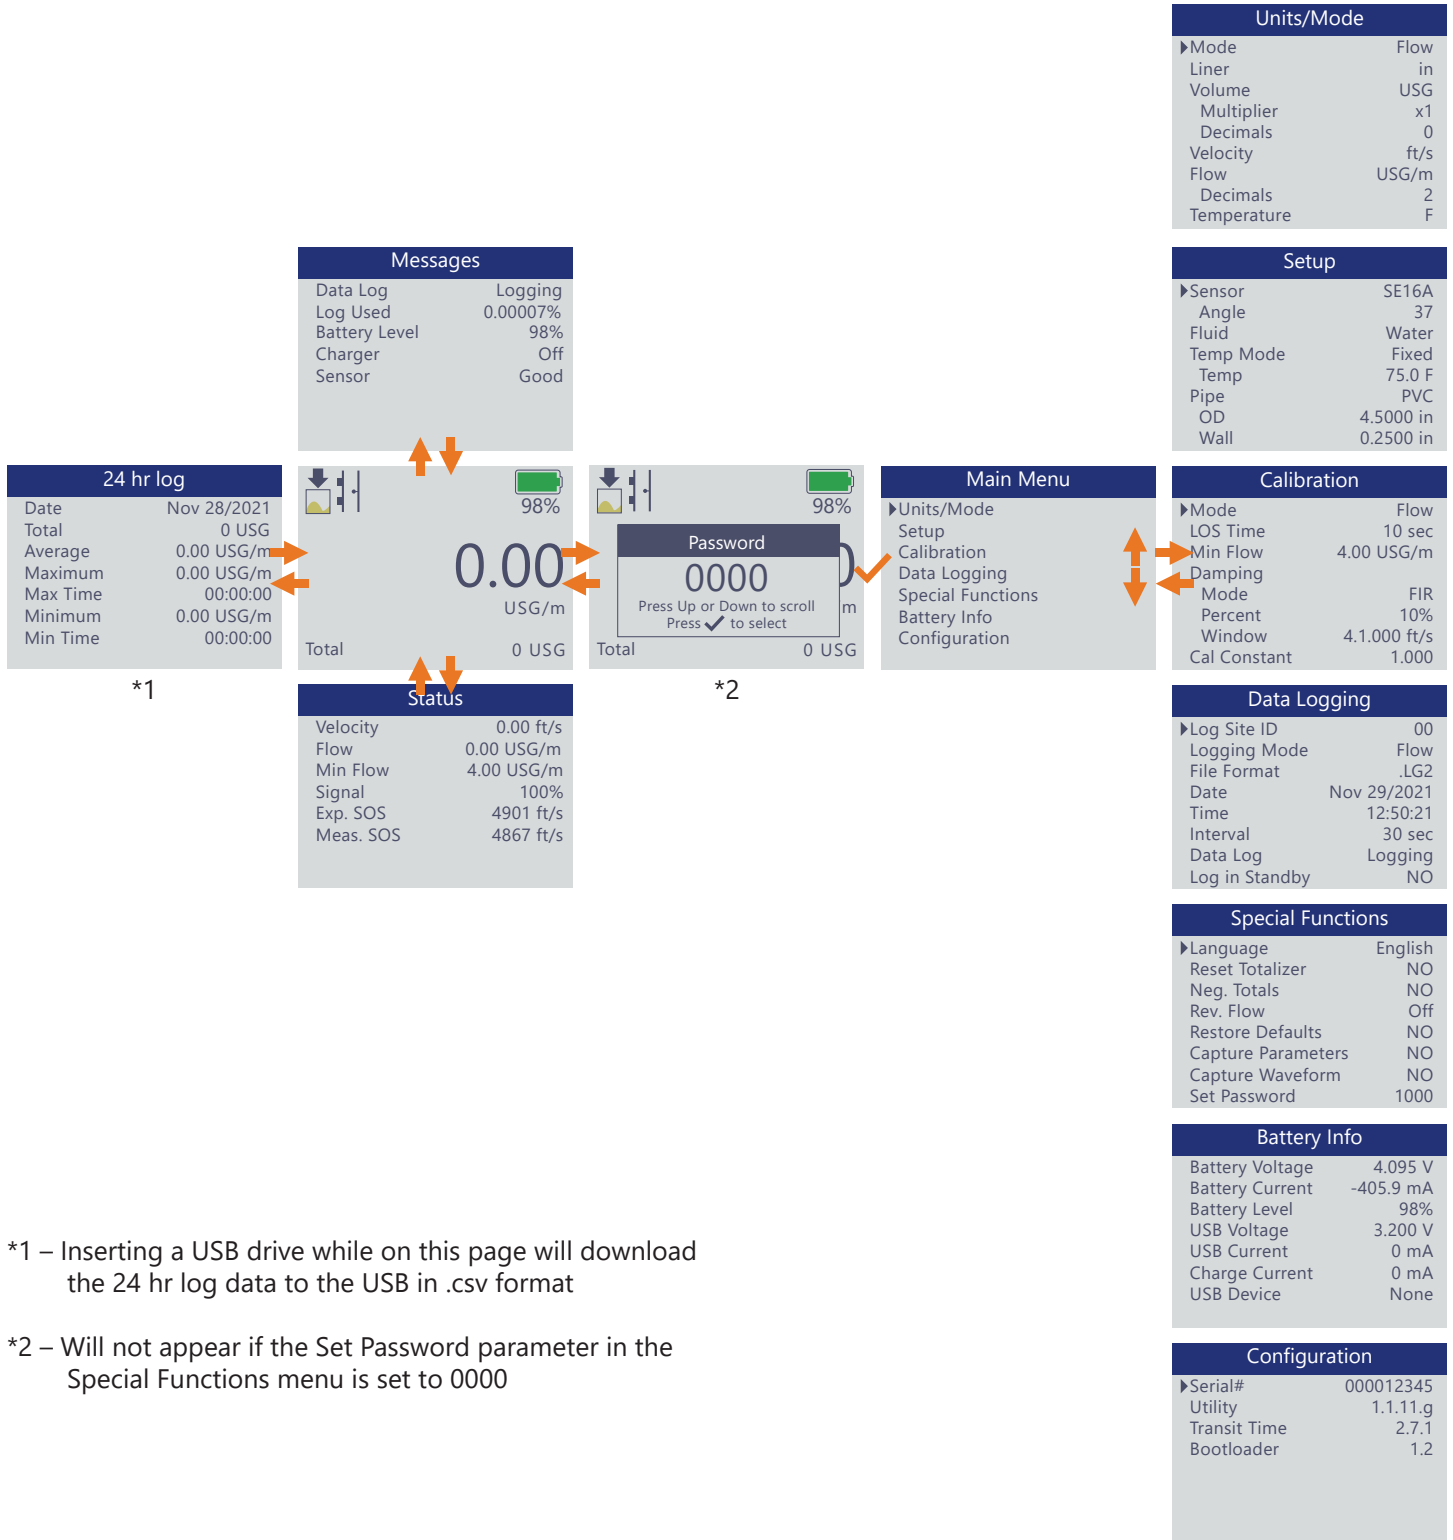 Units/Mode
Mode Flow
Liner in
Volume USG
Multiplier x1
Decimals 0
Velocity ft/s
Flow USG/m
Decimals 2
Temperature F
Messages
Data Log Logging
Log Used 0.00007%
Battery Level 98%
Charger Off
Sensor Good
Setup
Sensor SE16A
Angle 37
Fluid Water
Temp Mode Fixed
Temp 75.0 F
Pipe PVC
OD 4.5000 in
Wall 0.2500 in
24 hr log
Date Nov 28/2021
Total 0 USG
Average 0.00 USG/m
Maximum 0.00 USG/m
Max Time 00:00:00
Minimum 0.00 USG/m
Min Time 00:00:00
*1
98%
0.00
USG/m
Total 0 USG
98%
Password
0000
Press Up or Down to scroll
Press ✓ to select
0
m
Total 0 USG
*2
Main Menu
Units/Mode
Setup
Calibration
Data Logging
Special Functions
Battery Info
Configuration
Calibration
Mode Flow
LOS Time 10 sec
Min Flow 4.00 USG/m
Damping
Mode FIR
Percent 10%
Window 4.1.000 ft/s
Cal Constant 1.000
Status
Velocity 0.00 ft/s
Flow 0.00 USG/m
Min Flow 4.00 USG/m
Signal 100%
Exp. SOS 4901 ft/s
Meas. SOS 4867 ft/s
Data Logging
Log Site ID 00
Logging Mode Flow
File Format .LG2
Date Nov 29/2021
Time 12:50:21
Interval 30 sec
Data Log Logging
Log in Standby NO
Special Functions
Language English
Reset Totalizer NO
Neg. Totals NO
Rev. Flow Off
Restore Defaults NO
Capture Parameters NO
Capture Waveform NO
Set Password 1000
Battery Info
Battery Voltage 4.095 V
Battery Current -405.9 mA
Battery Level 98%
USB Voltage 3.200 V
USB Current 0 mA
Charge Current 0 mA
USB Device None
*1 – Inserting a USB drive while on this page will download
the 24 hr log data to the USB in .csv format
*2 – Will not appear if the Set Password parameter in the
Special Functions menu is set to 0000
Configuration
Serial# 000012345
Utility 1.1.11.g
Transit Time 2.7.1
Bootloader 1.2